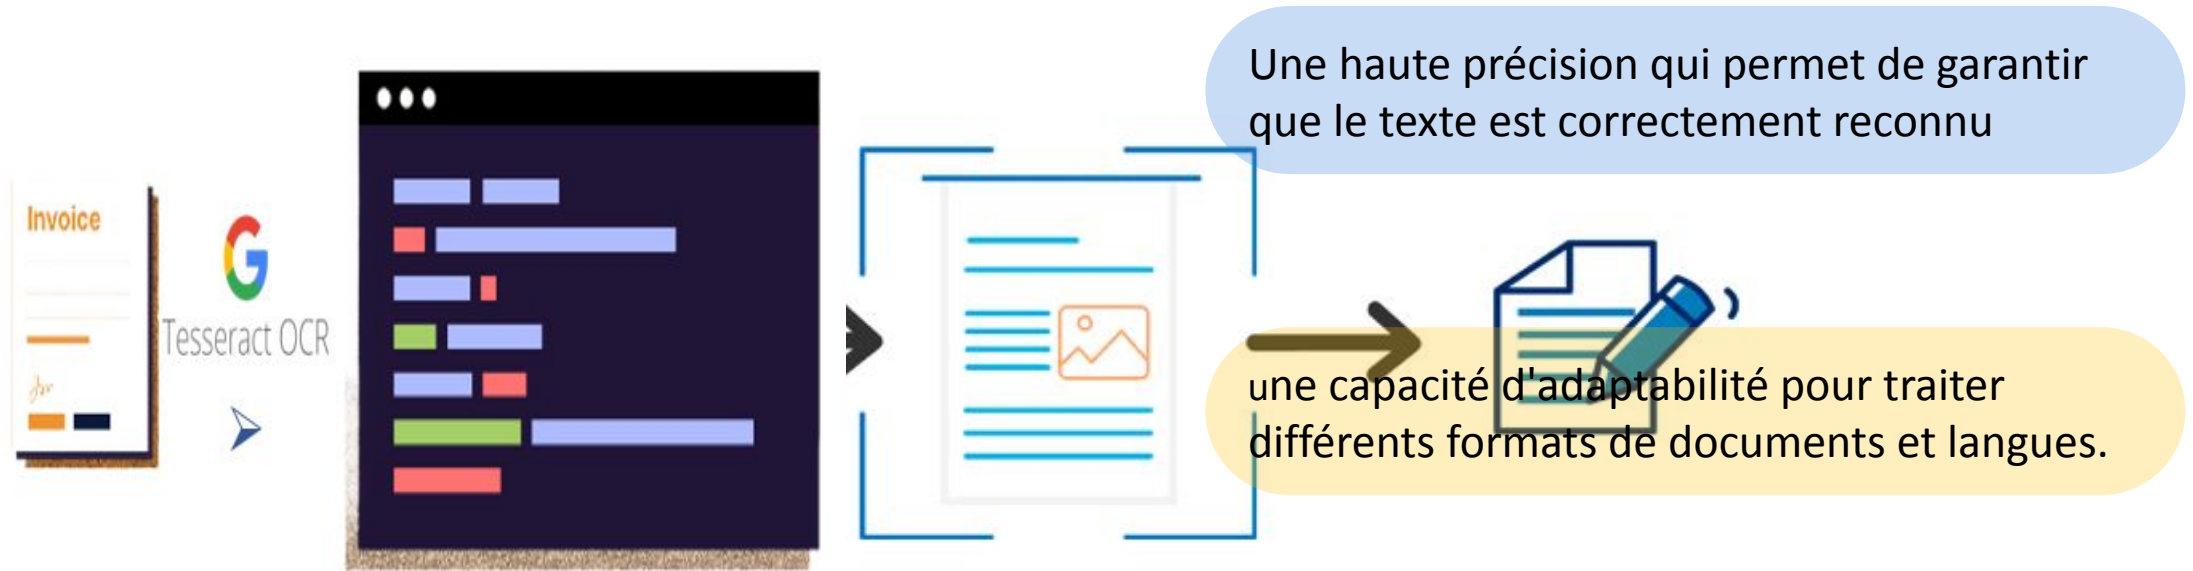 Une haute précision qui permet de garantir
que le texte est correctement reconnu
Invoice
Tesseract OCR
une capacité d'adaptabilité pour traiter
différents formats de documents et langues.